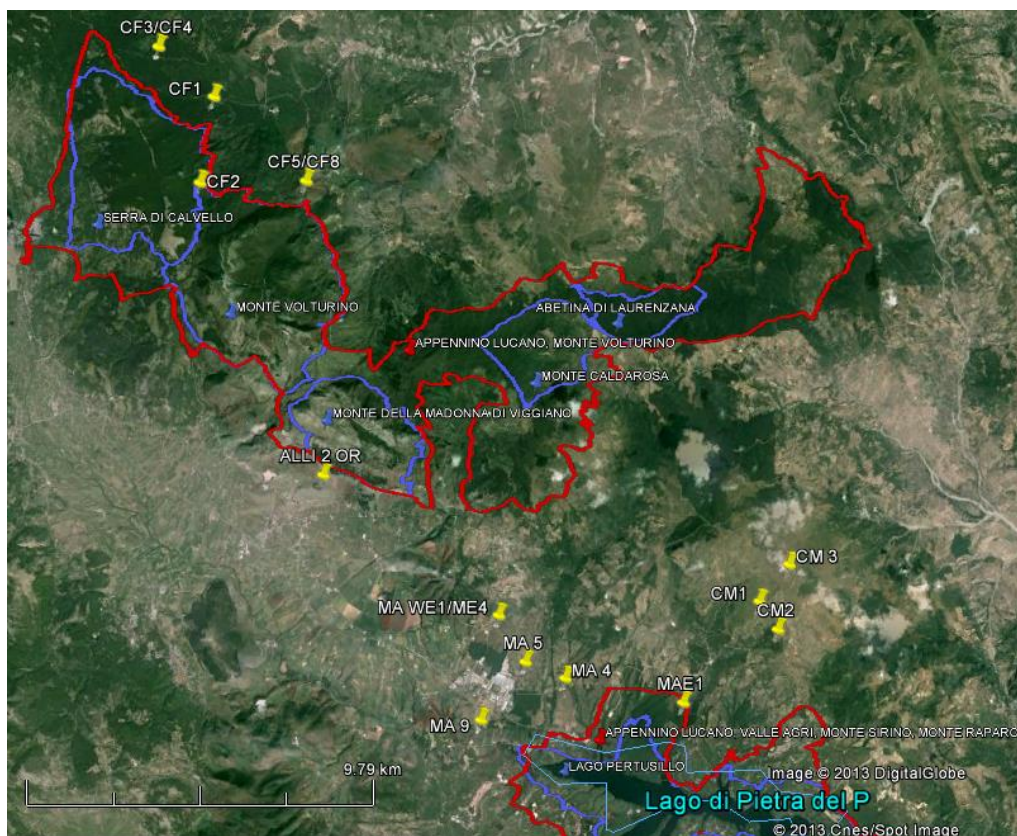 CF3/CF4
CF1
CF5/CF8
CF2
SERRA DI CALVELLO
MONTE VOLTURINO
ABETINA DI LAURENZANA
APPENNINO LUCANO, MONTE VOLTURINO
MONTE CALDAROSA
MONTE DELLA MADONNA DI VIGGIANO
ALLI 2 OR
CM 3
CM1
MA WE1/ME4
CM2
MA 5
MA 4
MAE1
MA 9
APPENNINO LUCANO, VALLE AGRI, MONTE SIRINO, MONTE RAPARO
LAGO PERTUSILLO
9.79 km
Image © 2013 DigitalGlobe
Lago di Pietra del P
© 2013 Cnes/Spot Image